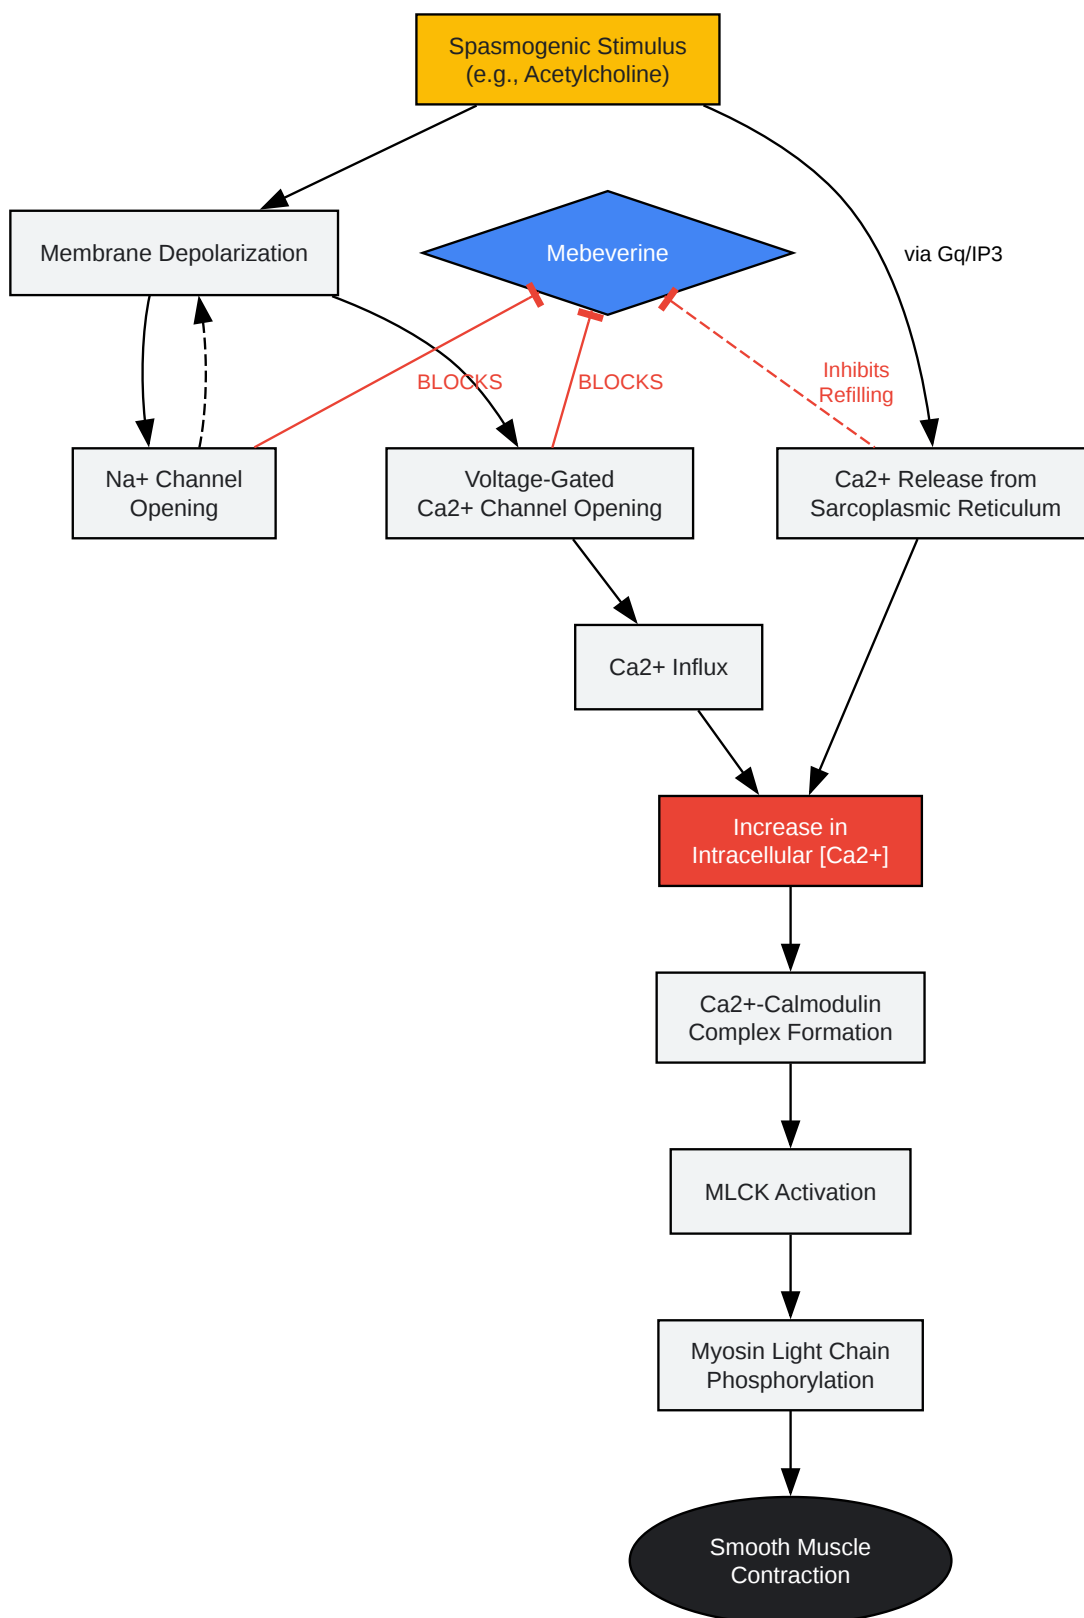 Spasmogenic Stimulus
(e.g., Acetylcholine)
Membrane Depolarization
Mebeverine
via Gq/IP3
BLOCKS
BLOCKS
Inhibits
Refilling
Na+ Channel
Opening
Voltage-Gated
Ca2+ Channel Opening
Ca2+ Release from
Sarcoplasmic Reticulum
Ca2+ Influx
Increase in
Intracellular [Ca2+]
Ca2+-Calmodulin
Complex Formation
MLCK Activation
Myosin Light Chain
Phosphorylation
Smooth Muscle
Contraction